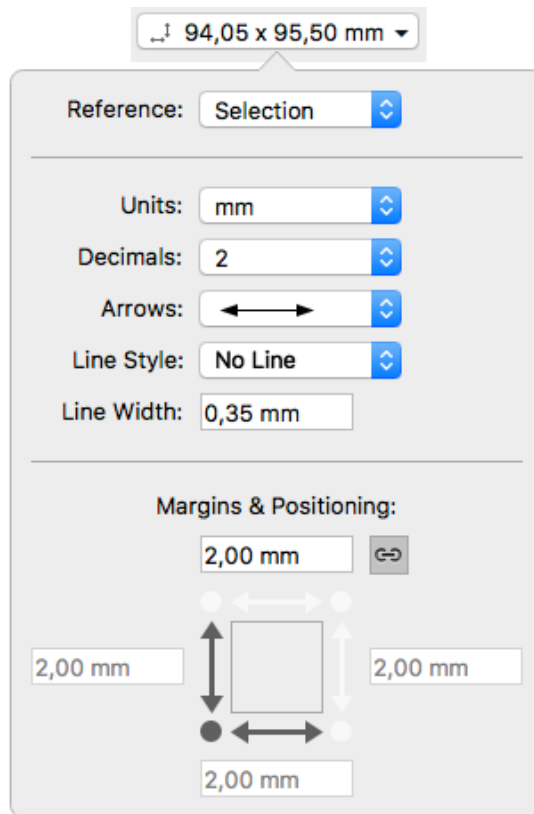 94,05 x 95,50 mm
Reference: Selection
Units: mm
Decimals: 2
Arrows:
Line Style: No Line
Line Width: 0,35 mm
Margins & Positioning:
2,00 mm
2,00 mm 2,00 mm
2,00 mm